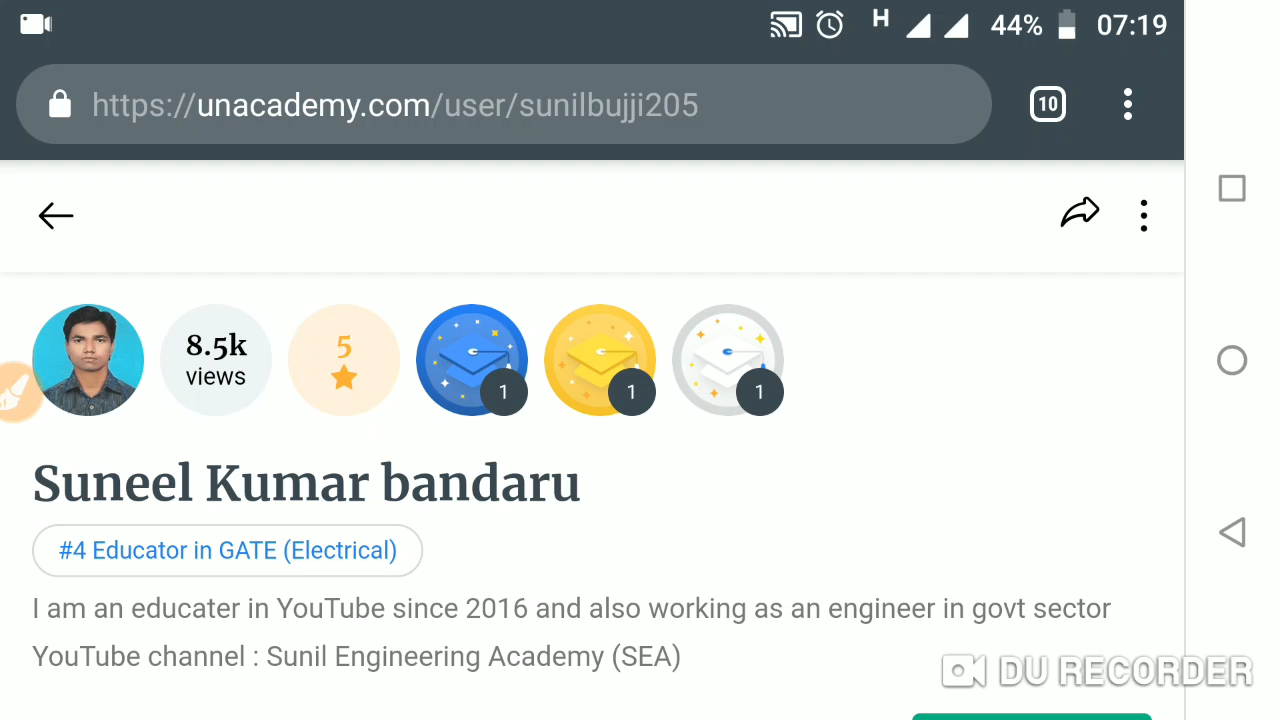 H 44% 07:19
https://unacademy.com/user/sunilbujji205
10
8.5k
views
5
1
1
1
Suneel Kumar bandaru
#4 Educator in GATE (Electrical)
I am an educater in YouTube since 2016 and also working as an engineer in govt sector
YouTube channel : Sunil Engineering Academy (SEA)
DU RECORDER